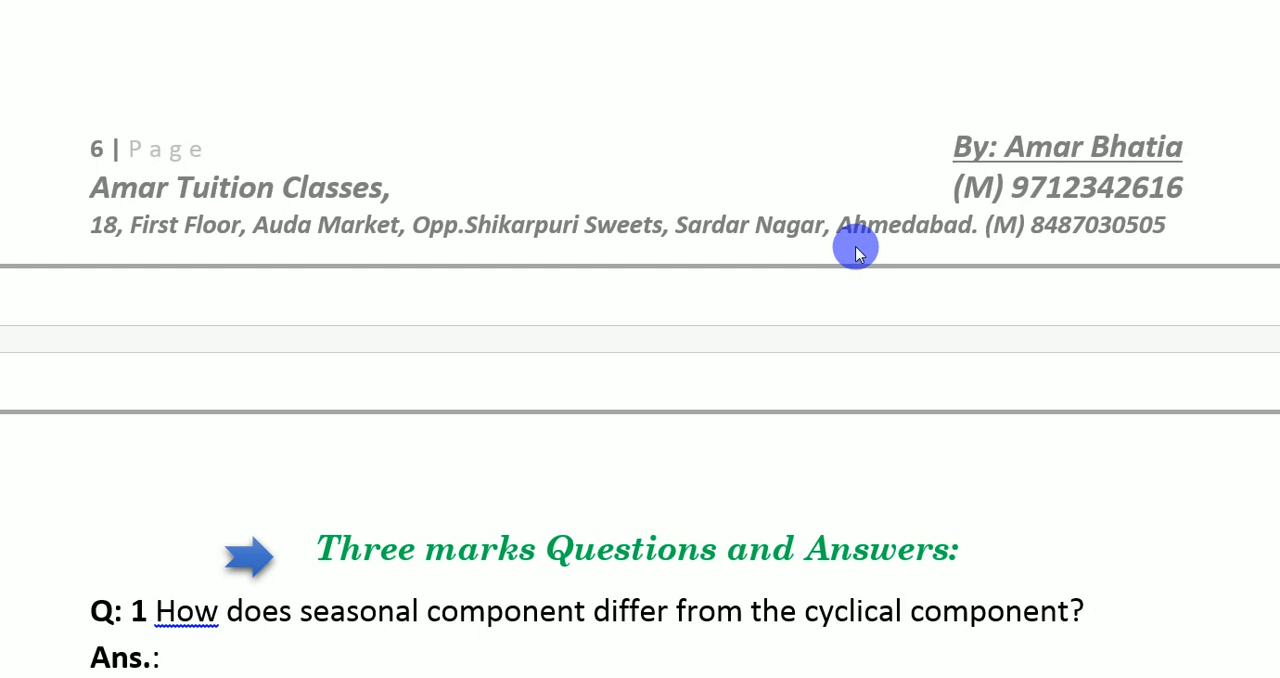 6 | Page
By: Amar Bhatia
Amar Tuition Classes,
(M) 9712342616
18, First Floor, Auda Market, Opp.Shikarpuri Sweets, Sardar Nagar, Ahmedabad. (M) 8487030505
Three marks Questions and Answers:
Q: 1 How does seasonal component differ from the cyclical component?
Ans.: